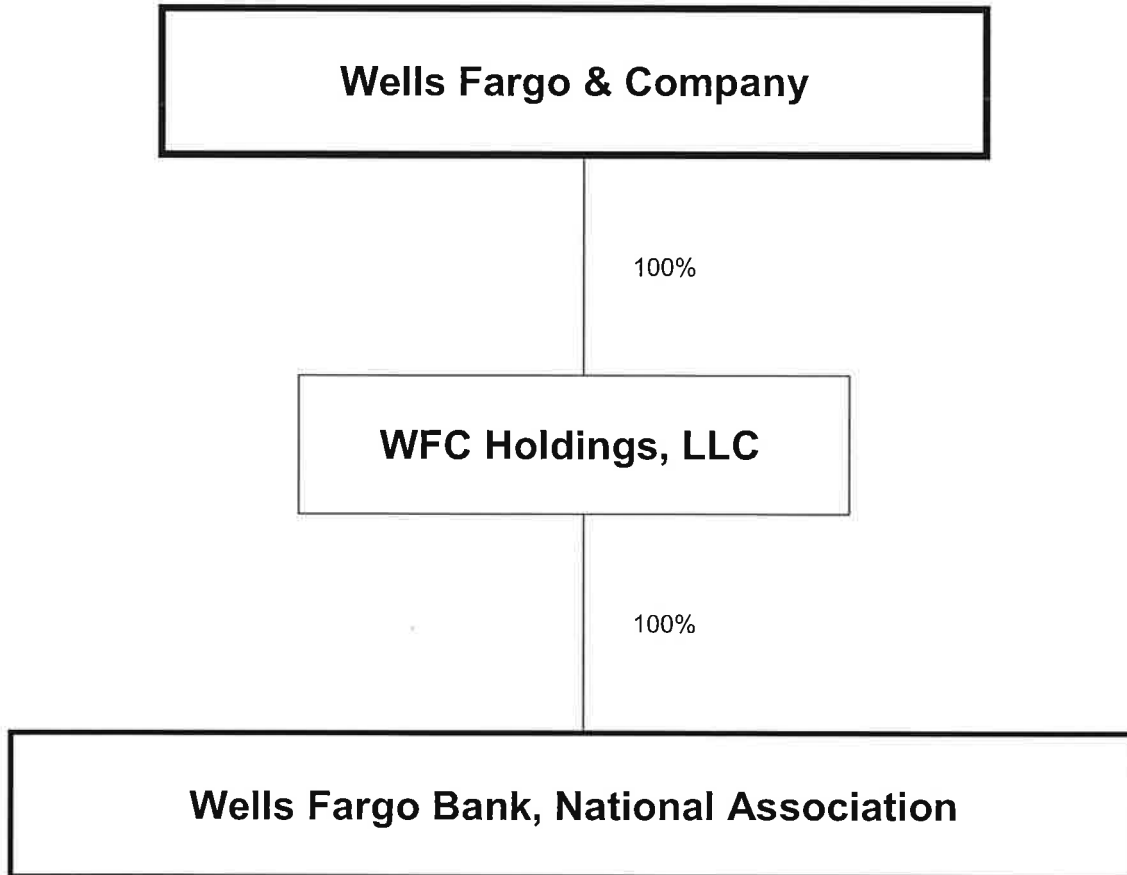 Wells Fargo & Company
100%
WFC Holdings, LLC
100%
Wells Fargo Bank, National Association